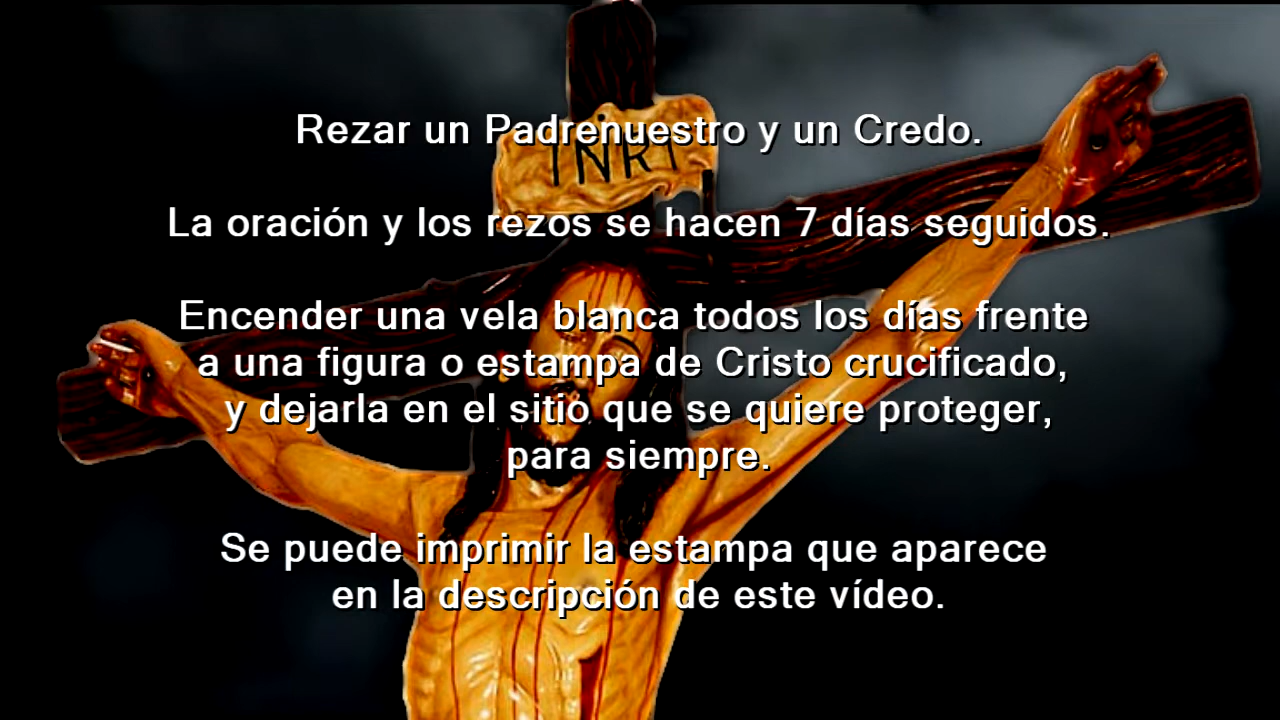 INRI
Rezar un Padrenuestro y un Credo.
La oración y los rezos se hacen 7 días seguidos.
Encender una vela blanca todos los días frente
a una figura o estampa de Cristo crucificado,
y dejarla en el sitio que se quiere proteger,
para siempre.
Se puede imprimir la estampa que aparece
en la descripción de este vídeo.